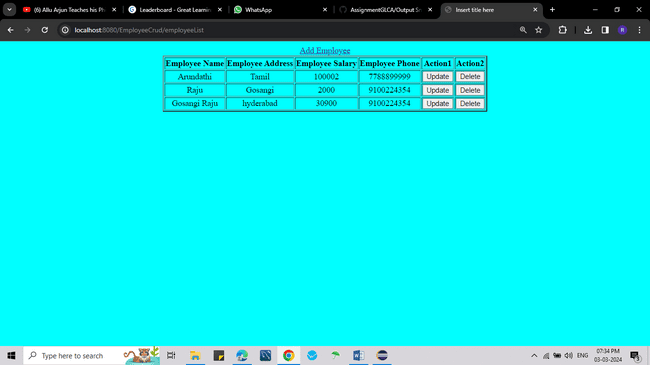 (6) Allu Arjun Teaches his Ph
Leaderboard - Great Learnin
WhatsApp
AssignmentGLCA/Output Sn
Insert title here
localhost:8080/EmployeeCrud/employeeList
Add Employee
Employee Name Employee Address Employee Salary Employee Phone Action1 Action2
Arundathi Tamil 100002 7788899999 Update Delete
Raju Gosangi 2000 9100224354 Update Delete
Gosangi Raju hyderabad 30900 9100224354 Update Delete
Type here to search
ENG
07:34 PM
03-03-2024